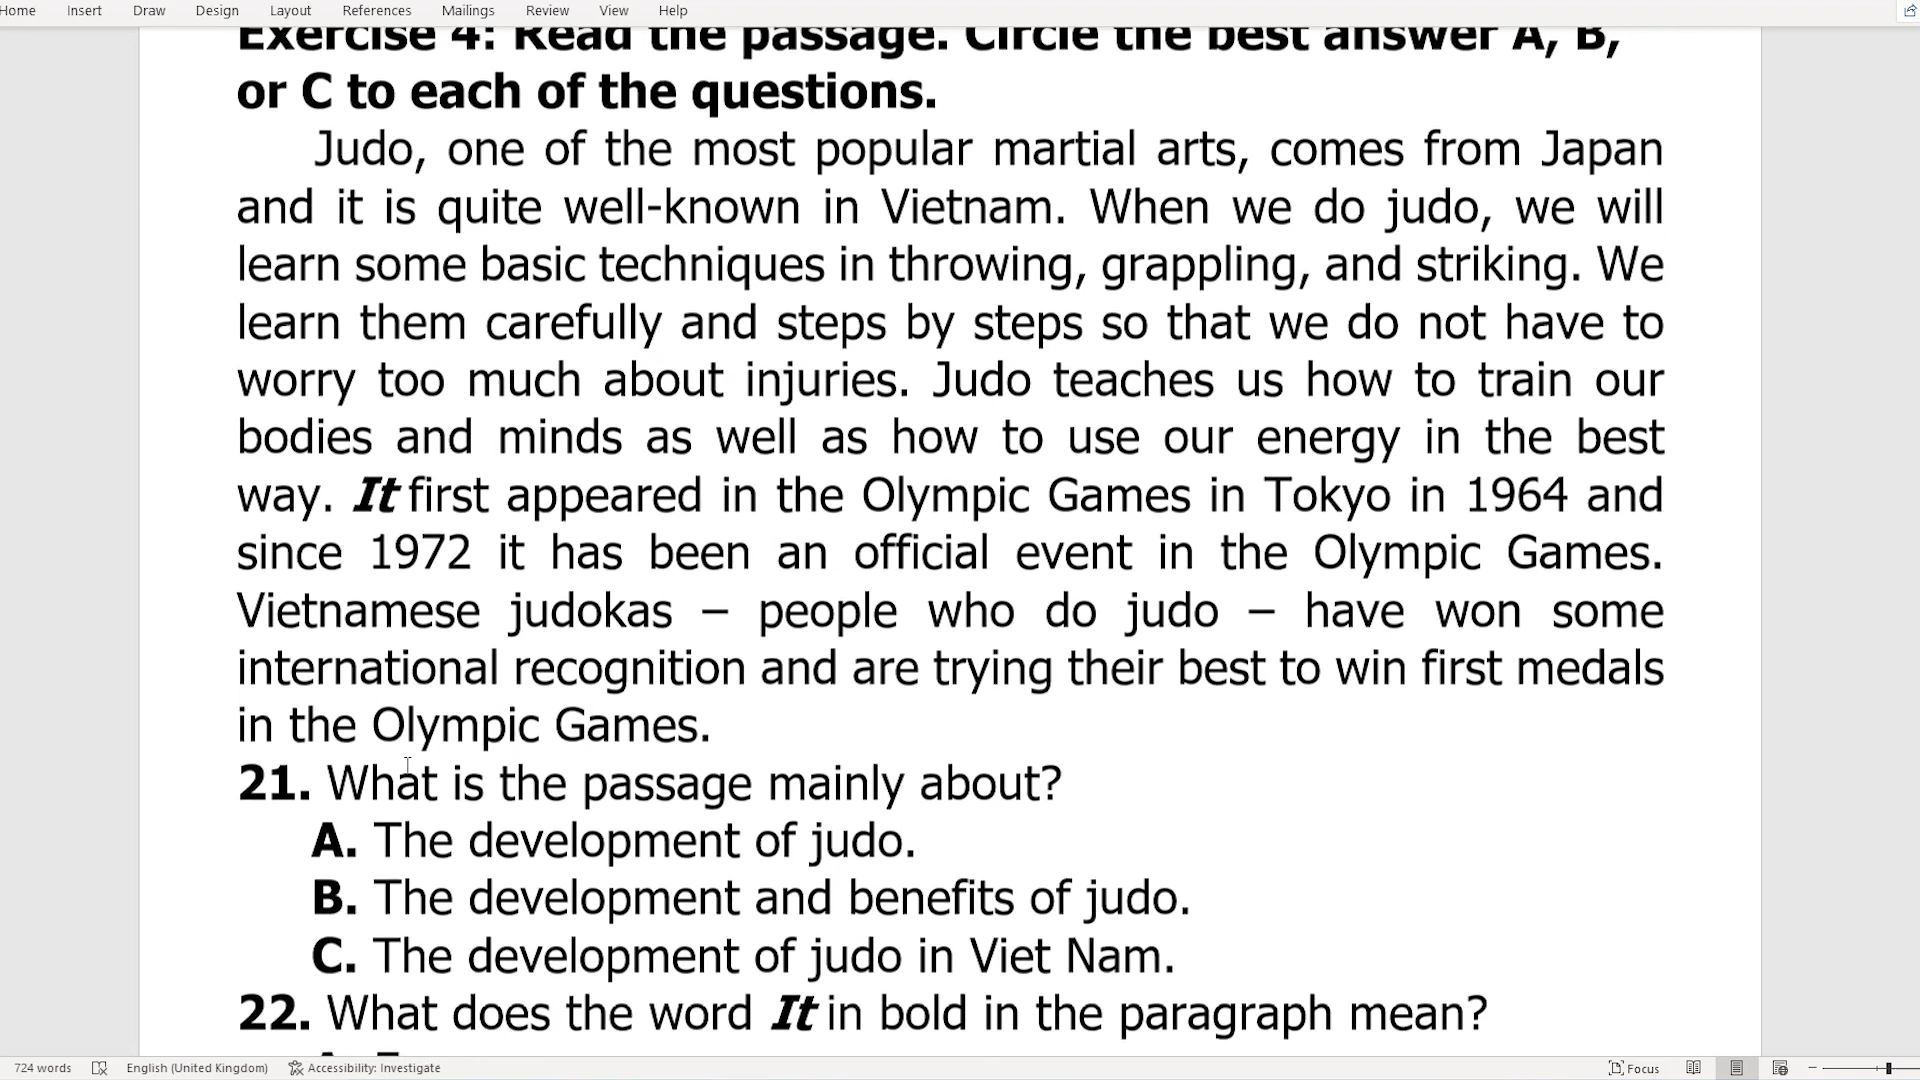 Home Insert Draw Design Layout References Mailings Review View Help
Exercise 4: Read the passage. Circle the best answer A, B,
or C to each of the questions.
Judo, one of the most popular martial arts, comes from Japan
and it is quite well-known in Vietnam. When we do judo, we will
learn some basic techniques in throwing, grappling, and striking. We
learn them carefully and steps by steps so that we do not have to
worry too much about injuries. Judo teaches us how to train our
bodies and minds as well as how to use our energy in the best
way. It first appeared in the Olympic Games in Tokyo in 1964 and
since 1972 it has been an official event in the Olympic Games.
Vietnamese judokas – people who do judo – have won some
international recognition and are trying their best to win first medals
in the Olympic Games.
21. What is the passage mainly about?
A. The development of judo.
B. The development and benefits of judo.
C. The development of judo in Viet Nam.
22. What does the word It in bold in the paragraph mean?
724 words English (United Kingdom) Accessibility: Investigate Focus